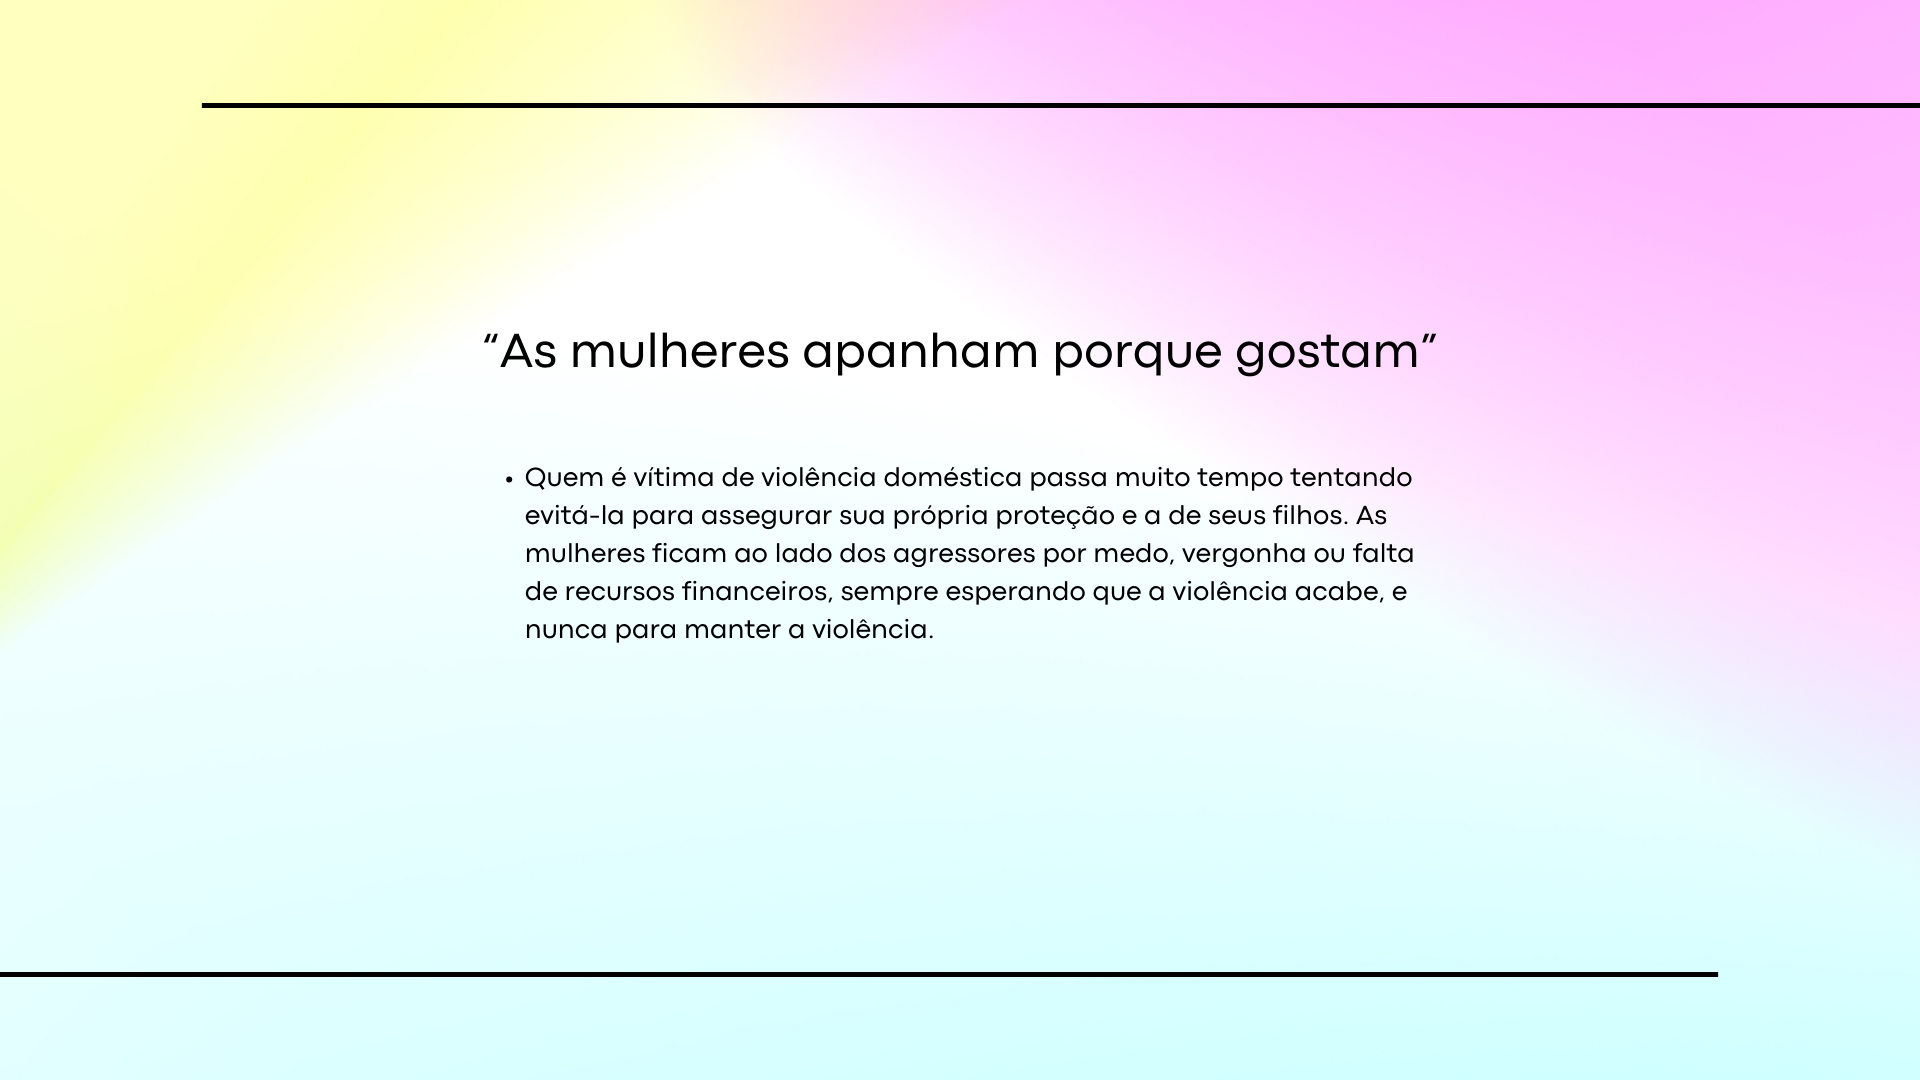 “As mulheres apanham porque gostam”
• Quem é vítima de violência doméstica passa muito tempo tentando
evitá-la para assegurar sua própria proteção e a de seus filhos. As
mulheres ficam ao lado dos agressores por medo, vergonha ou falta
de recursos financeiros, sempre esperando que a violência acabe, e
nunca para manter a violência.